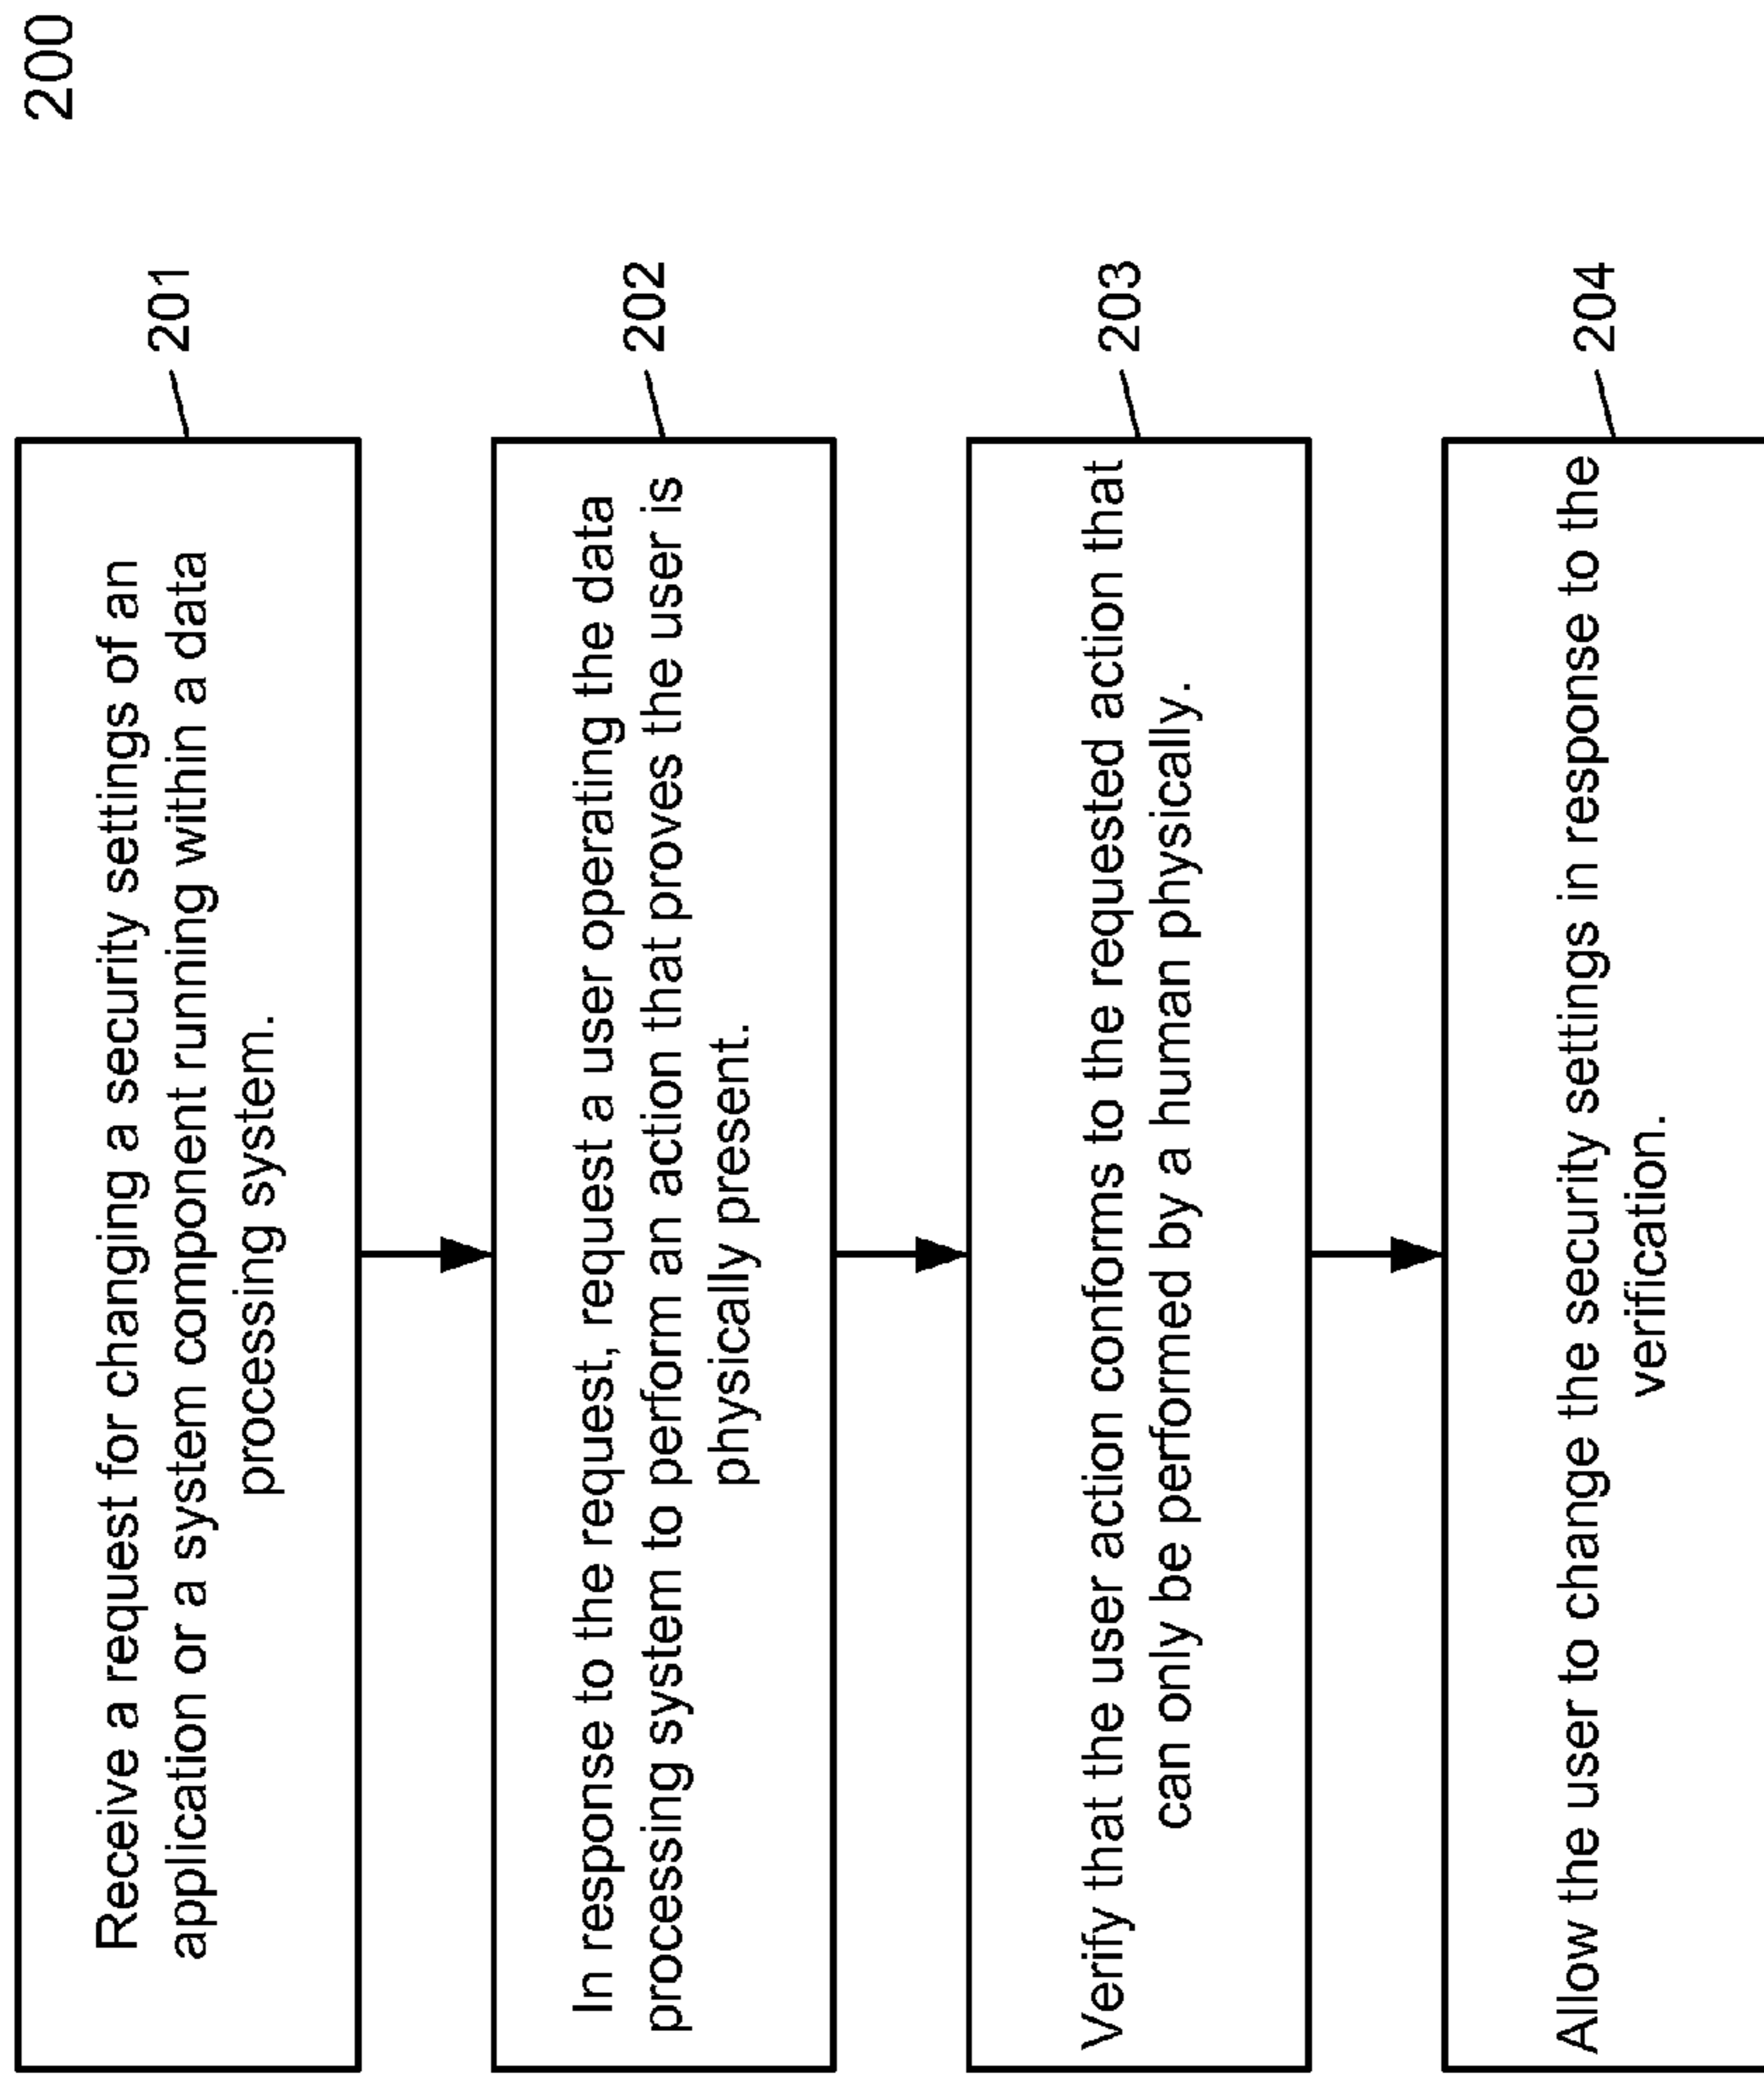 200
Receive a request for changing a security settings of an
application or a system component running within a data
processing system.
201
In response to the request, request a user operating the data
processing system to perform an action that proves the user is
physically present.
202
Verify that the user action conforms to the requested action that
can only be performed by a human physically.
203
Allow the user to change the security settings in response to the
verification.
204